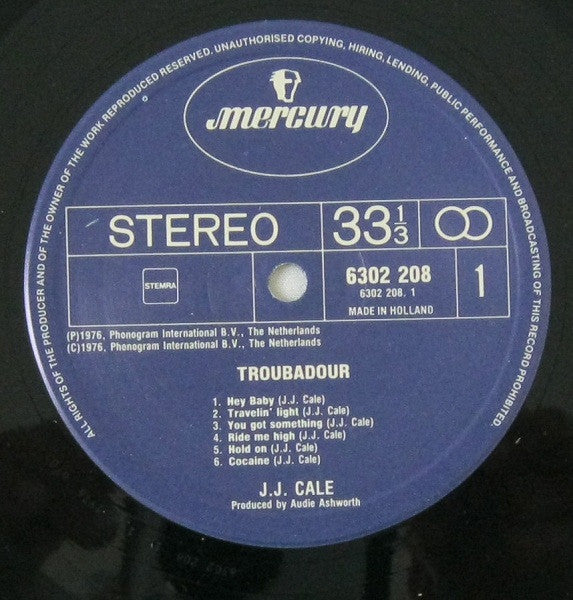 ALL RIGHTS OF THE PRODUCER AND OF THE OWNER OF THE WORK REPRODUCED RESERVED. UNAUTHORISED COPYING, HIRING, LENDING, PUBLIC PERFORMANCE AND BROADCASTING OF THIS RECORD PROHIBITED.
mercury
STEREO 33 1/3
STEMRA
6302 208
6302 208. 1
MADE IN HOLLAND
1
(P)1976, Phonogram International B.V., The Netherlands
(C)1976, Phonogram International B.V., The Netherlands
TROUBADOUR
1. Hey Baby (J.J. Cale)
2. Travelin' light (J.J. Cale)
3. You got something (J.J. Cale)
4. Ride me high (J.J. Cale)
5. Hold on (J.J. Cale)
6. Cocaine (J.J. Cale)
J.J. CALE
Produced by Audie Ashworth